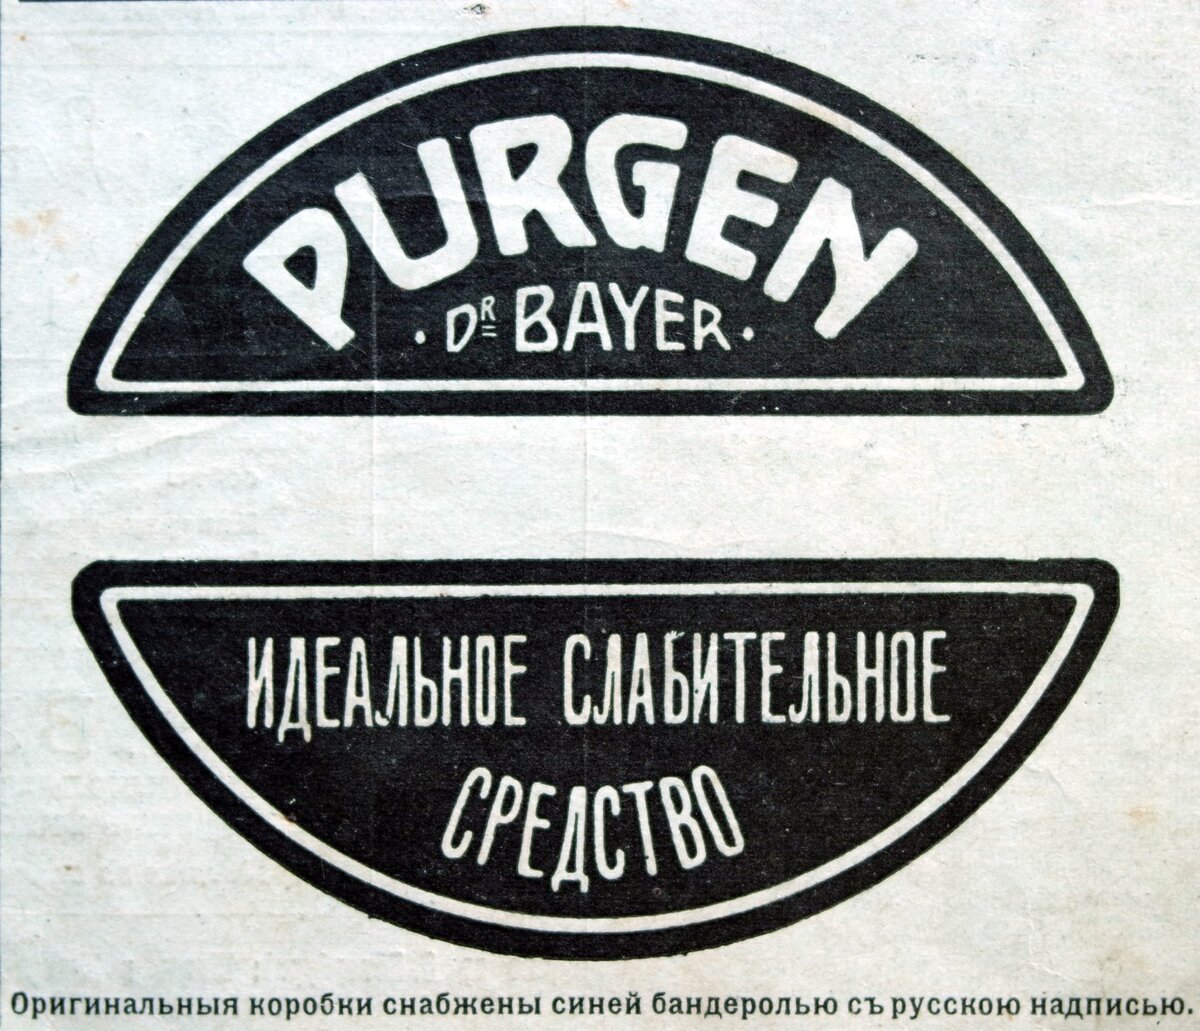 PURGEN
· DR BAYER ·
ИДЕАЛЬНОЕ СЛАБИТЕЛЬНОЕ
СРЕДСТВО
Оригинальныя коробки снабжены синей бандеролью съ русскою надписью.